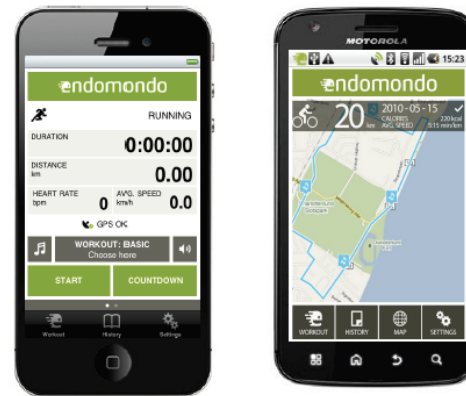 endomondo
RUNNING
DURATION
0:00:00
DISTANCE
km
0.00
HEART RATE
bpm
0
AVG. SPEED
km/h
0.0
GPS OK
WORKOUT: BASIC
Choose here
START
COUNTDOWN
Workout
History
Settings
MOTOROLA
15:23
endomondo
20 km
2010-05-15
CALORIES 220 kcal
AVG. SPEED 5:15 min/km
WORKOUT
HISTORY
MAP
SETTINGS